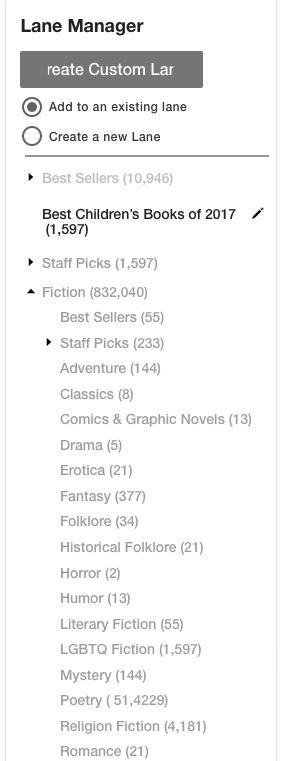 Lane Manager
reate Custom Lar
Add to an existing lane
Create a new Lane
Best Sellers (10,946)
Best Children's Books of 2017
(1,597)
Staff Picks (1,597)
Fiction (832,040)
Best Sellers (55)
Staff Picks (233)
Adventure (144)
Classics (8)
Comics & Graphic Novels (13)
Drama (5)
Erotica (21)
Fantasy (377)
Folklore (34)
Historical Folklore (21)
Horror (2)
Humor (13)
Literary Fiction (55)
LGBTQ Fiction (1,597)
Mystery (144)
Poetry ( 51,4229)
Religion Fiction (4,181)
Romance (21)